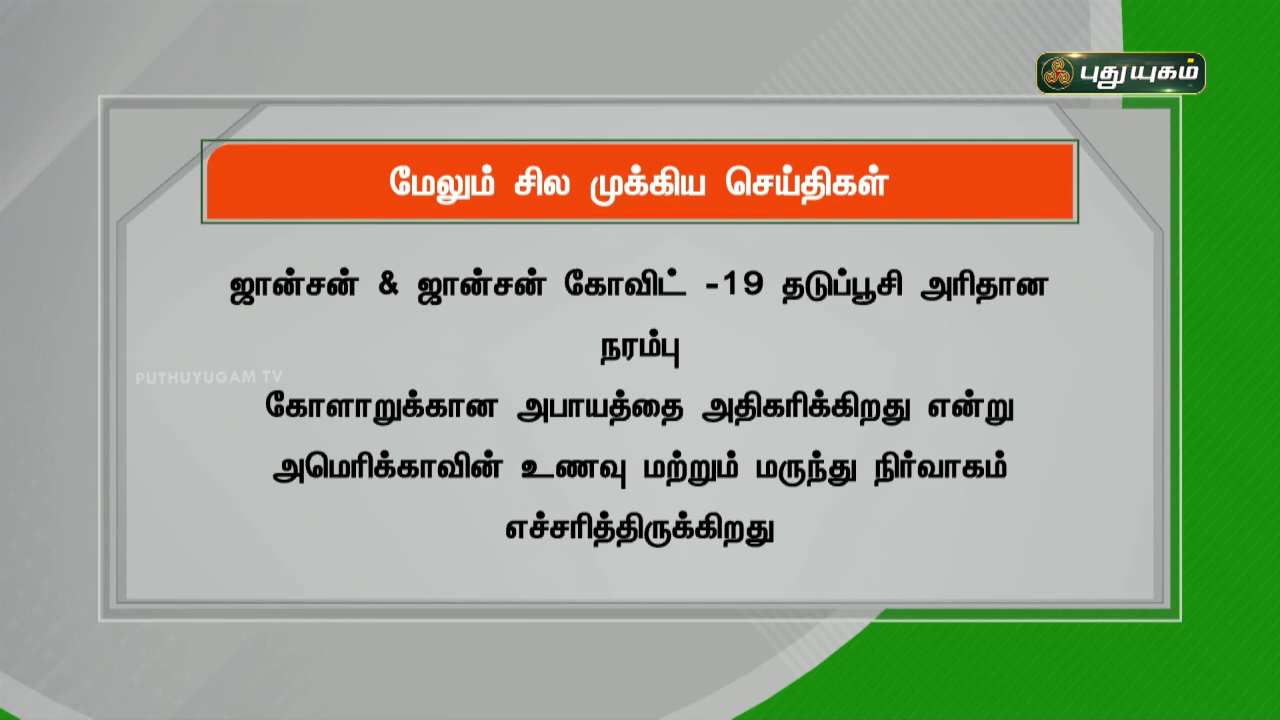 புதுயுகம்
மேலும் சில முக்கிய செய்திகள்
ஜான்சன் & ஜான்சன் கோவிட் -19 தடுப்பூசி அரிதான
நரம்பு
PUTHUYUGAM TV
கோளாறுக்கான அபாயத்தை அதிகரிக்கிறது என்று
அமெரிக்காவின் உணவு மற்றும் மருந்து நிர்வாகம்
எச்சரித்திருக்கிறது